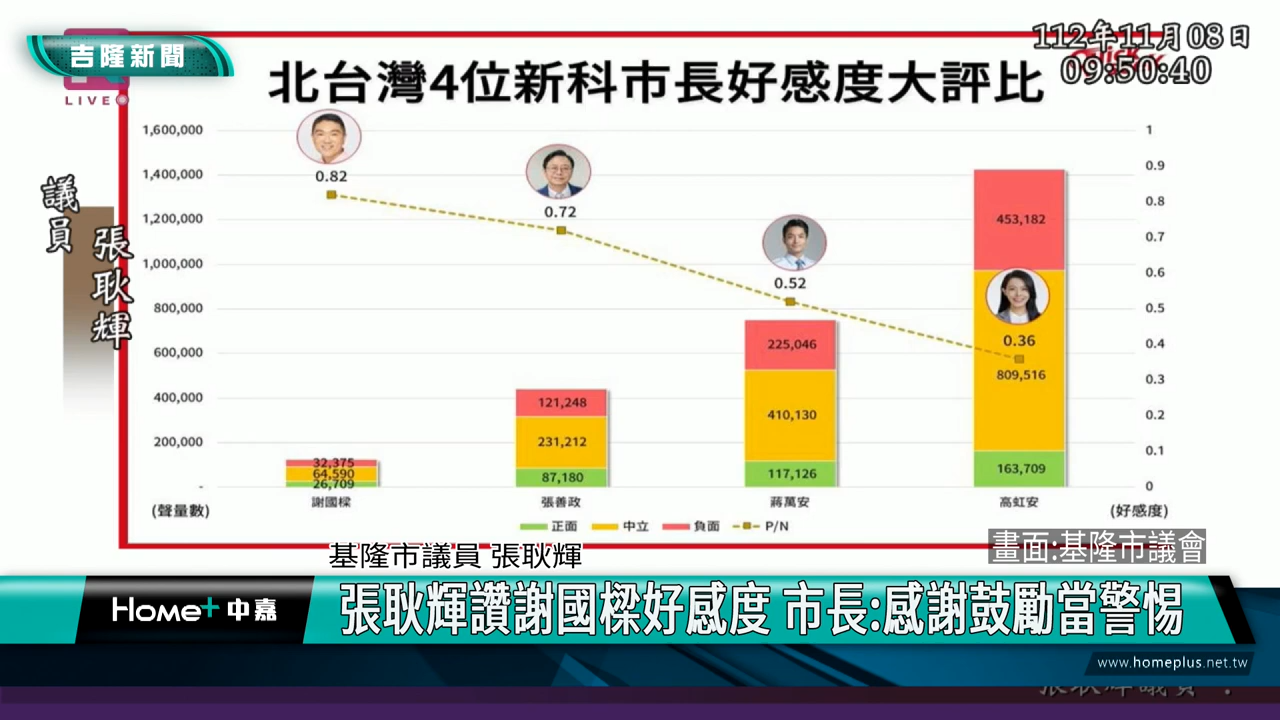 吉隆新聞
LIVE
112年11月08日
09:50:40
北台灣4位新科市長好感度大評比
議員
張耿輝
1,600,000
1,400,000
1,200,000
1,000,000
800,000
600,000
400,000
200,000
-
(聲量數)
1
0.9
0.8
0.7
0.6
0.5
0.4
0.3
0.2
0.1
0
(好感度)
0.82
0.72
0.52
0.36
32,375
64,590
26,709
121,248
231,212
87,180
225,046
410,130
117,126
453,182
809,516
163,709
謝國樑
張善政
蔣萬安
高虹安
正面 中立 負面 P/N
畫面:基隆市議會
基隆市議員 張耿輝
Home+中嘉
張耿輝讚謝國樑好感度 市長:感謝鼓勵當警惕
www.homeplus.net.tw